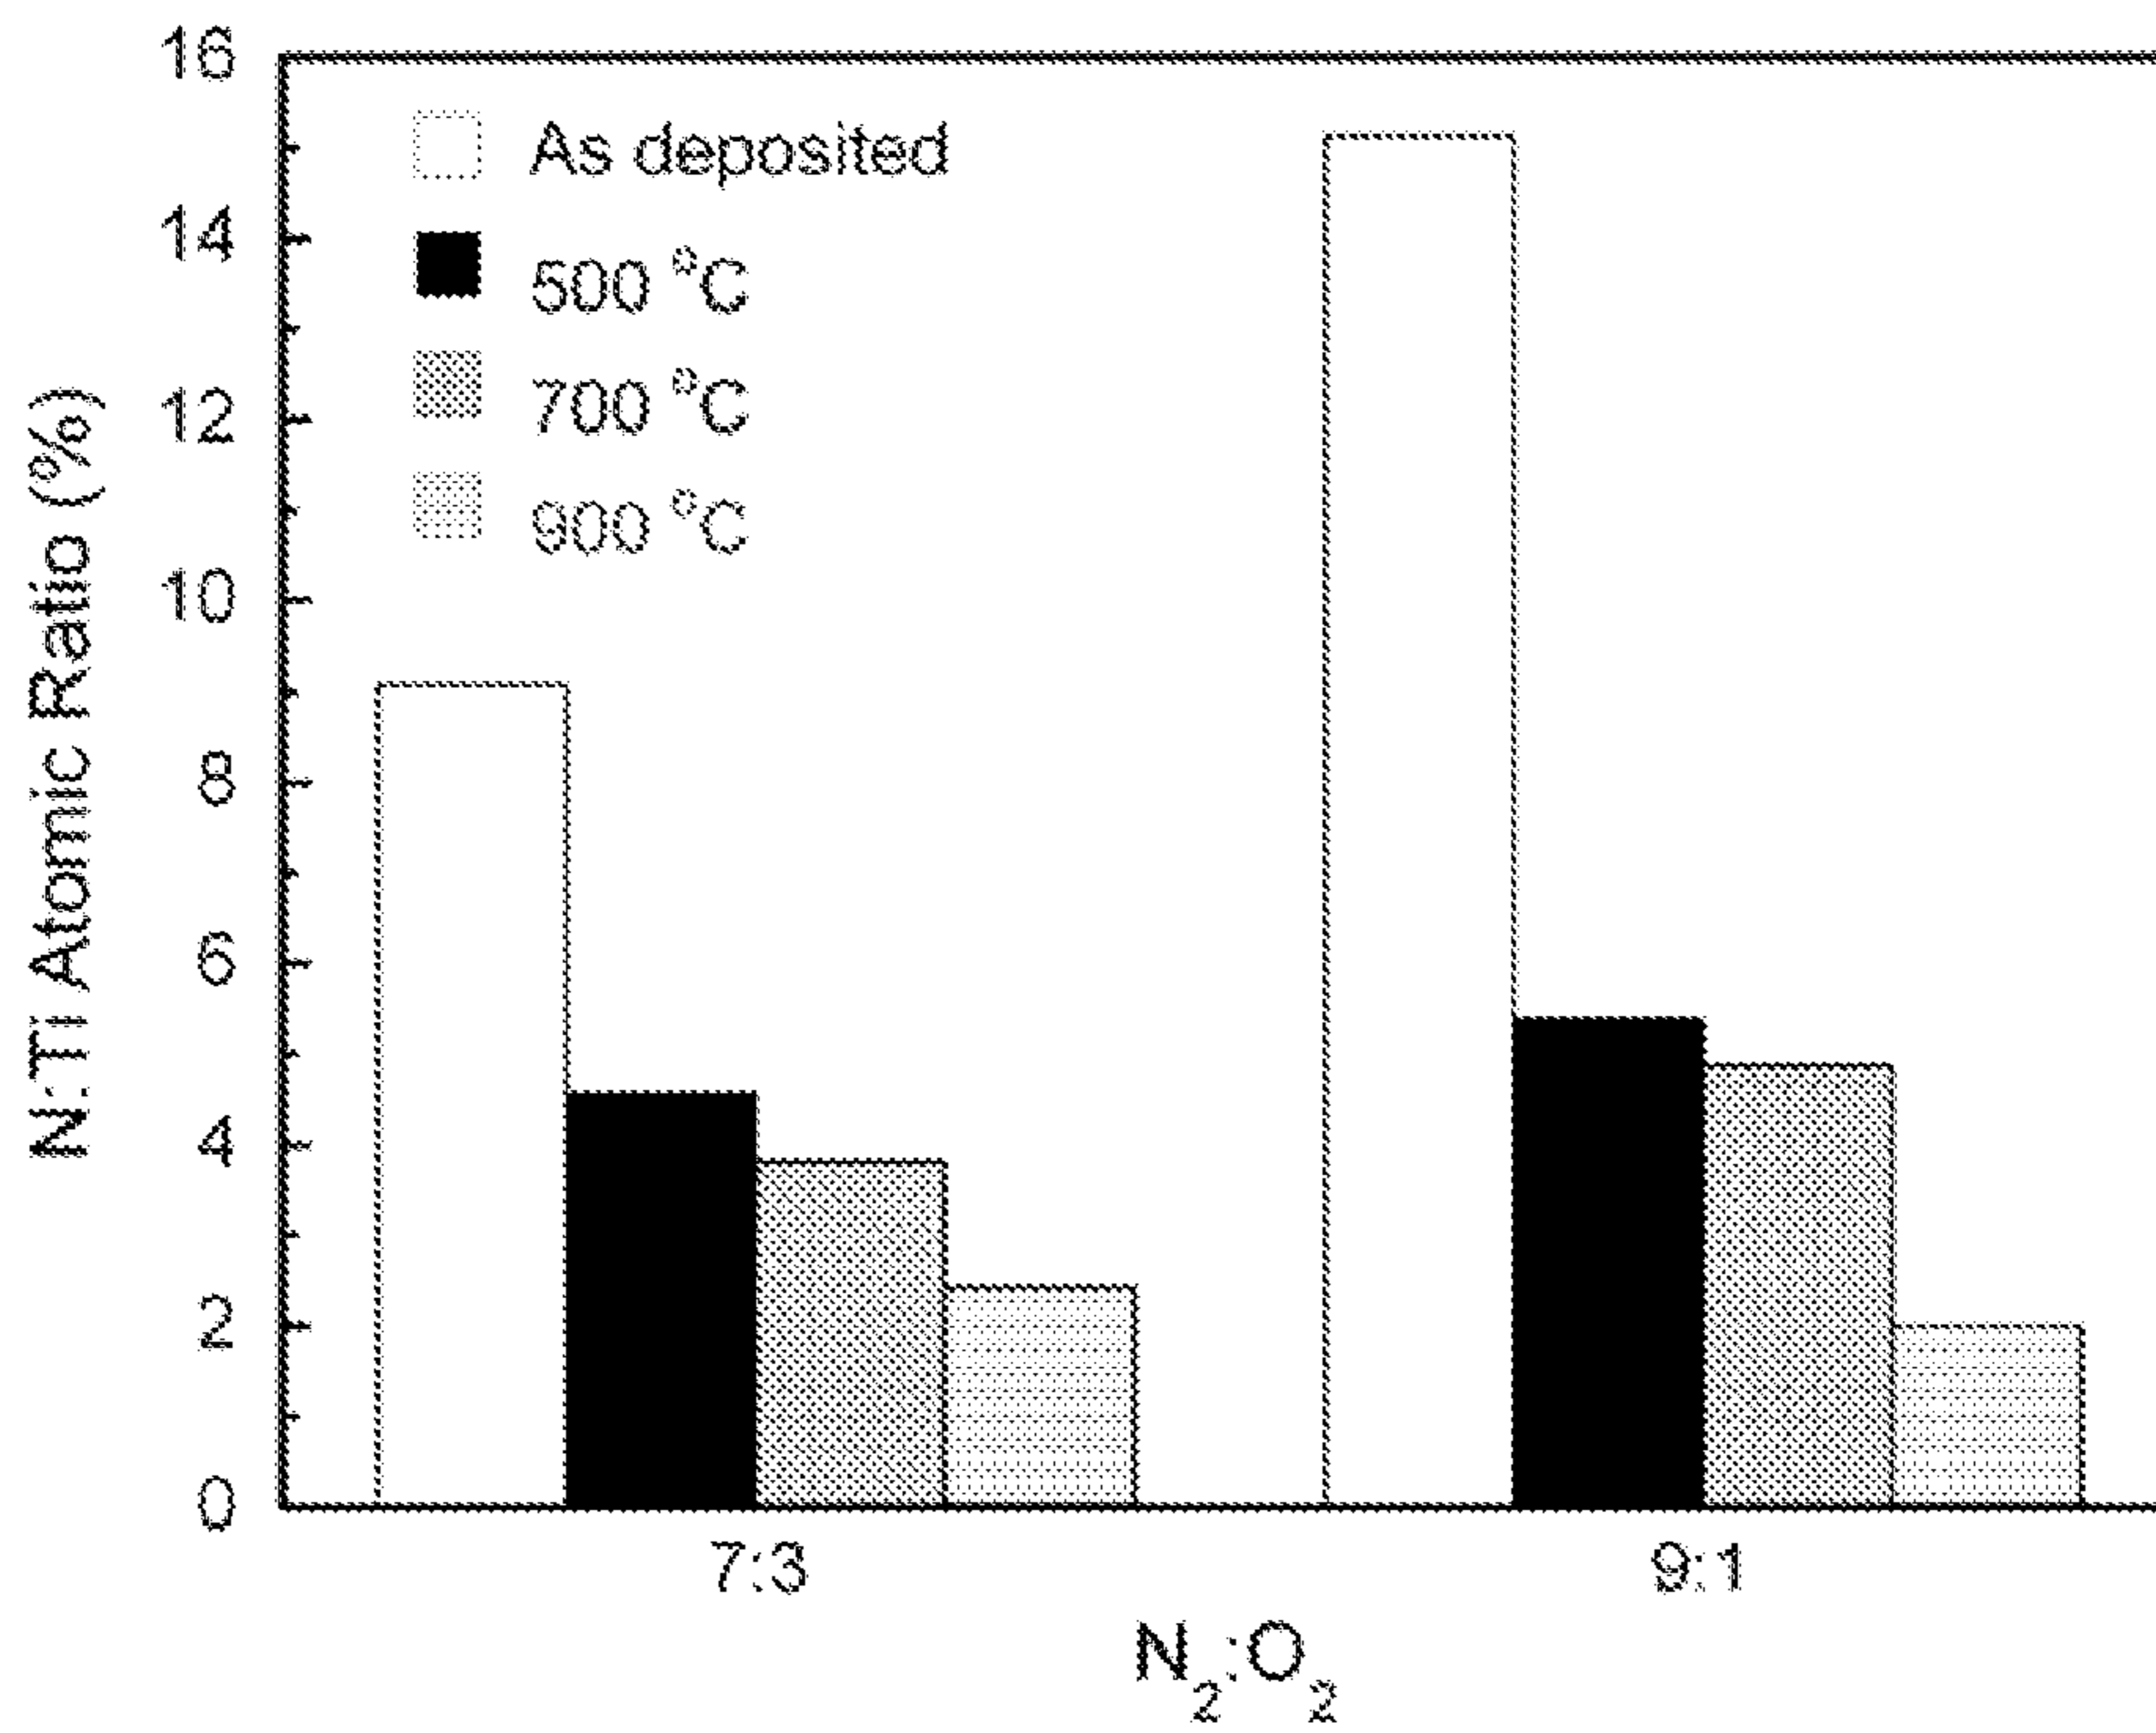 N:Ti Atomic Ratio (%)
16
14
12
10
8
6
4
2
0
As deposited
500 °C
700 °C
900 °C
7:3
9:1
N₂:O₂